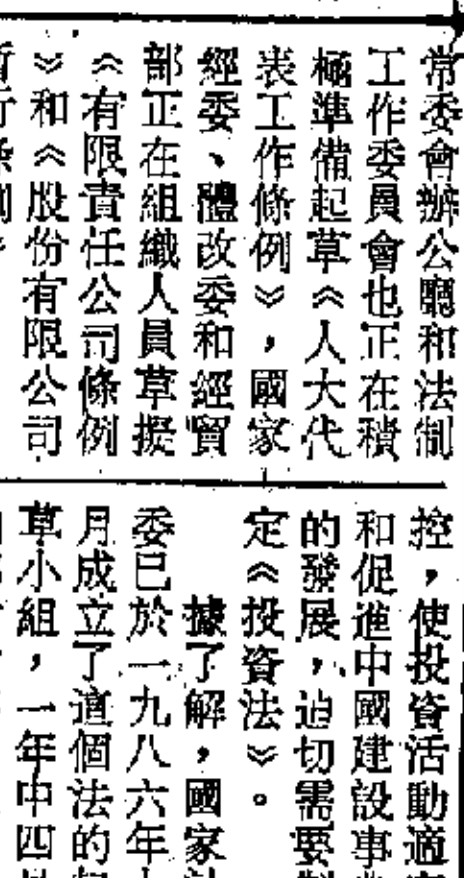 常委會辦公廳和法制
工作委員會也正在積
極準備起草《人大代
表工作條例》，國家
經委、體改委和經貿
部正在組織人員草擬
《有限責任公司條例
》和《股份有限公司
暫行條例》
控，使投資活動適
和促進中國建設事
的發展，迫切需要
定《投資法》。
據了解，國家
委已於一九八六年
月成立了這個法的
草小組，一年中四